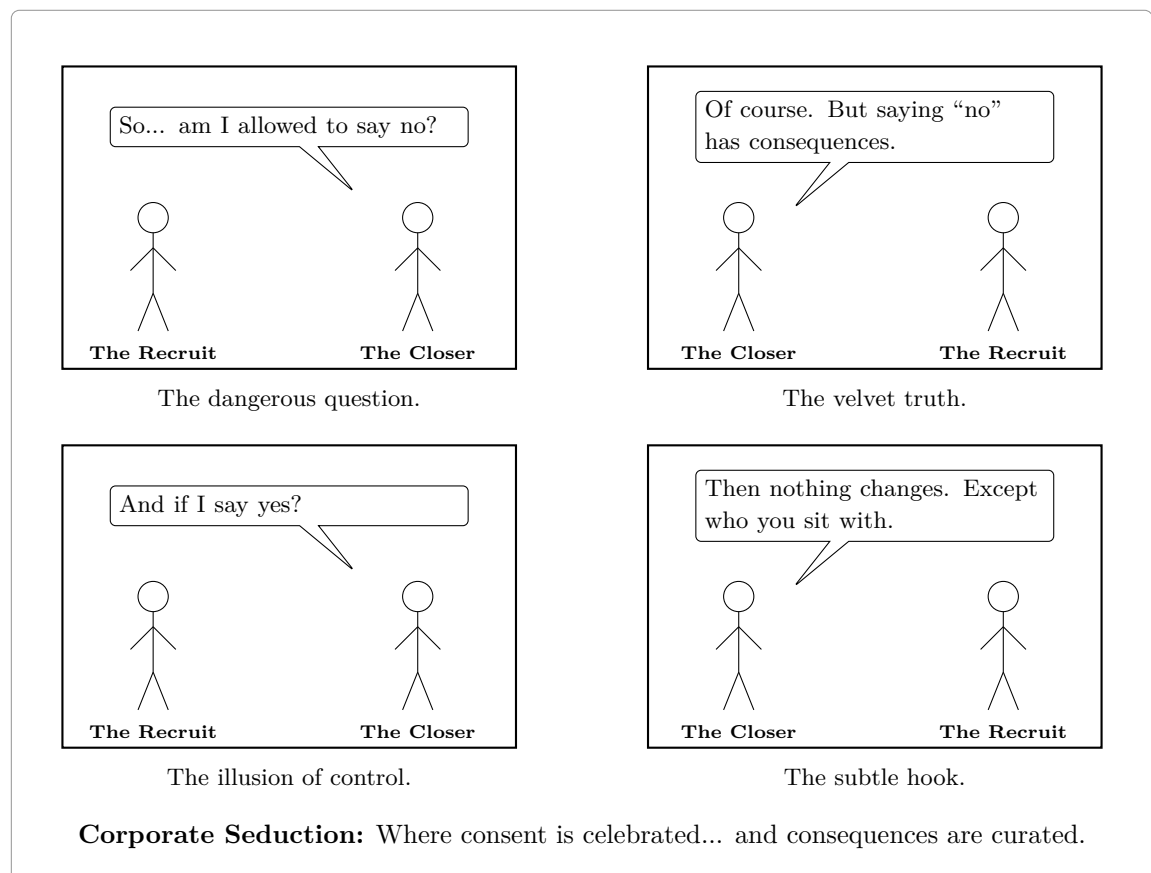 So... am I allowed to say no?
The Recruit
The Closer
The dangerous question.
Of course. But saying “no”
has consequences.
The Closer
The Recruit
The velvet truth.
And if I say yes?
The Recruit
The Closer
The illusion of control.
Then nothing changes. Except
who you sit with.
The Closer
The Recruit
The subtle hook.
Corporate Seduction: Where consent is celebrated... and consequences are curated.